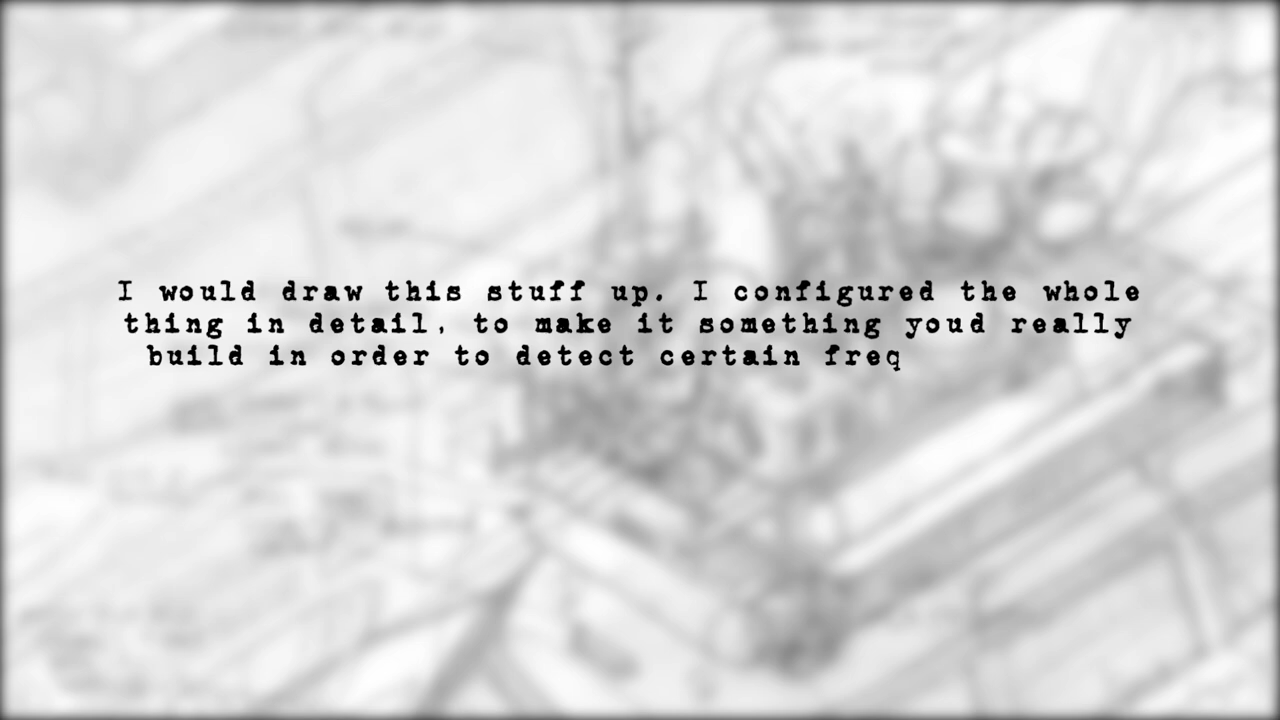 I would draw this stuff up. I configured the whole
thing in detail, to make it something youd really
build in order to detect certain freq